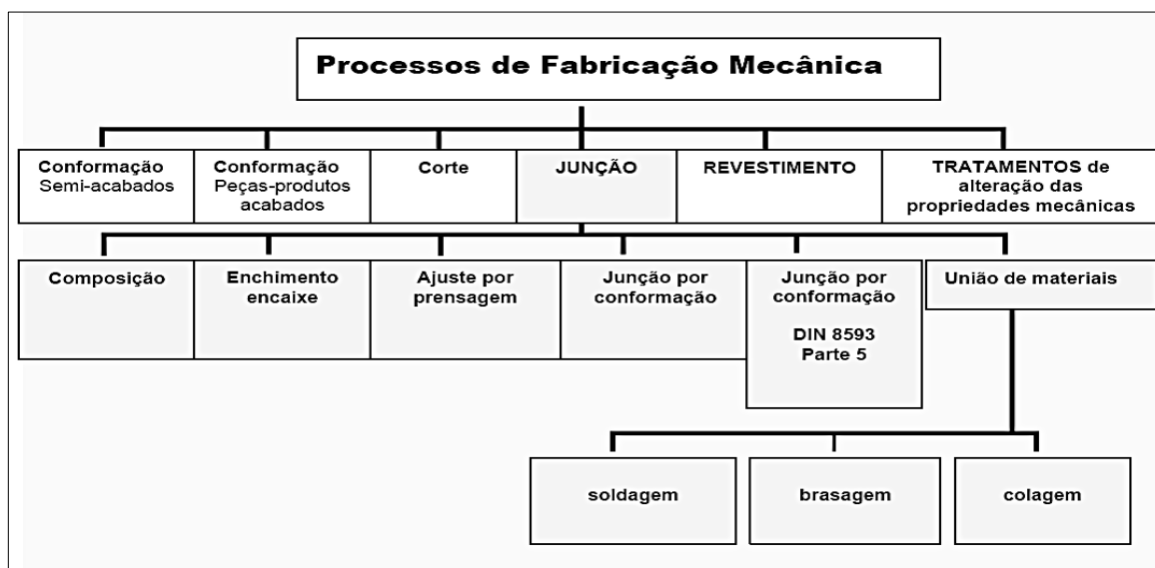 Processos de Fabricação Mecânica
Conformação
Semi-acabados
Conformação
Peças-produtos
acabados
Corte
JUNÇÃO
REVESTIMENTO
TRATAMENTOS de
alteração das
propriedades mecânicas
Composição
Enchimento
encaixe
Ajuste por
prensagem
Junção por
conformação
Junção por
conformação
DIN 8593
Parte 5
União de materiais
soldagem
brasagem
colagem